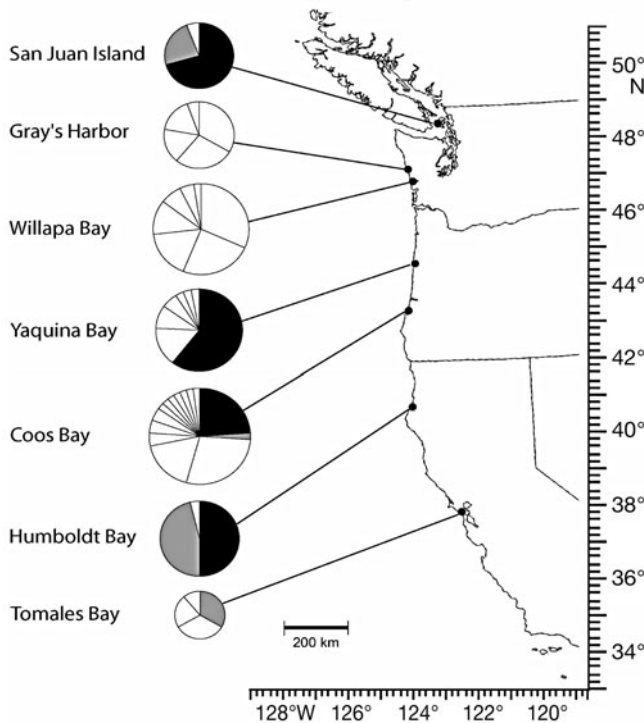 San Juan Island
Gray's Harbor
Willapa Bay
Yaquina Bay
Coos Bay
Humboldt Bay
Tomales Bay
200 km
50°
N
48°
46°
44°
42°
40°
38°
36°
34°
128°W 126° 124° 122° 120°